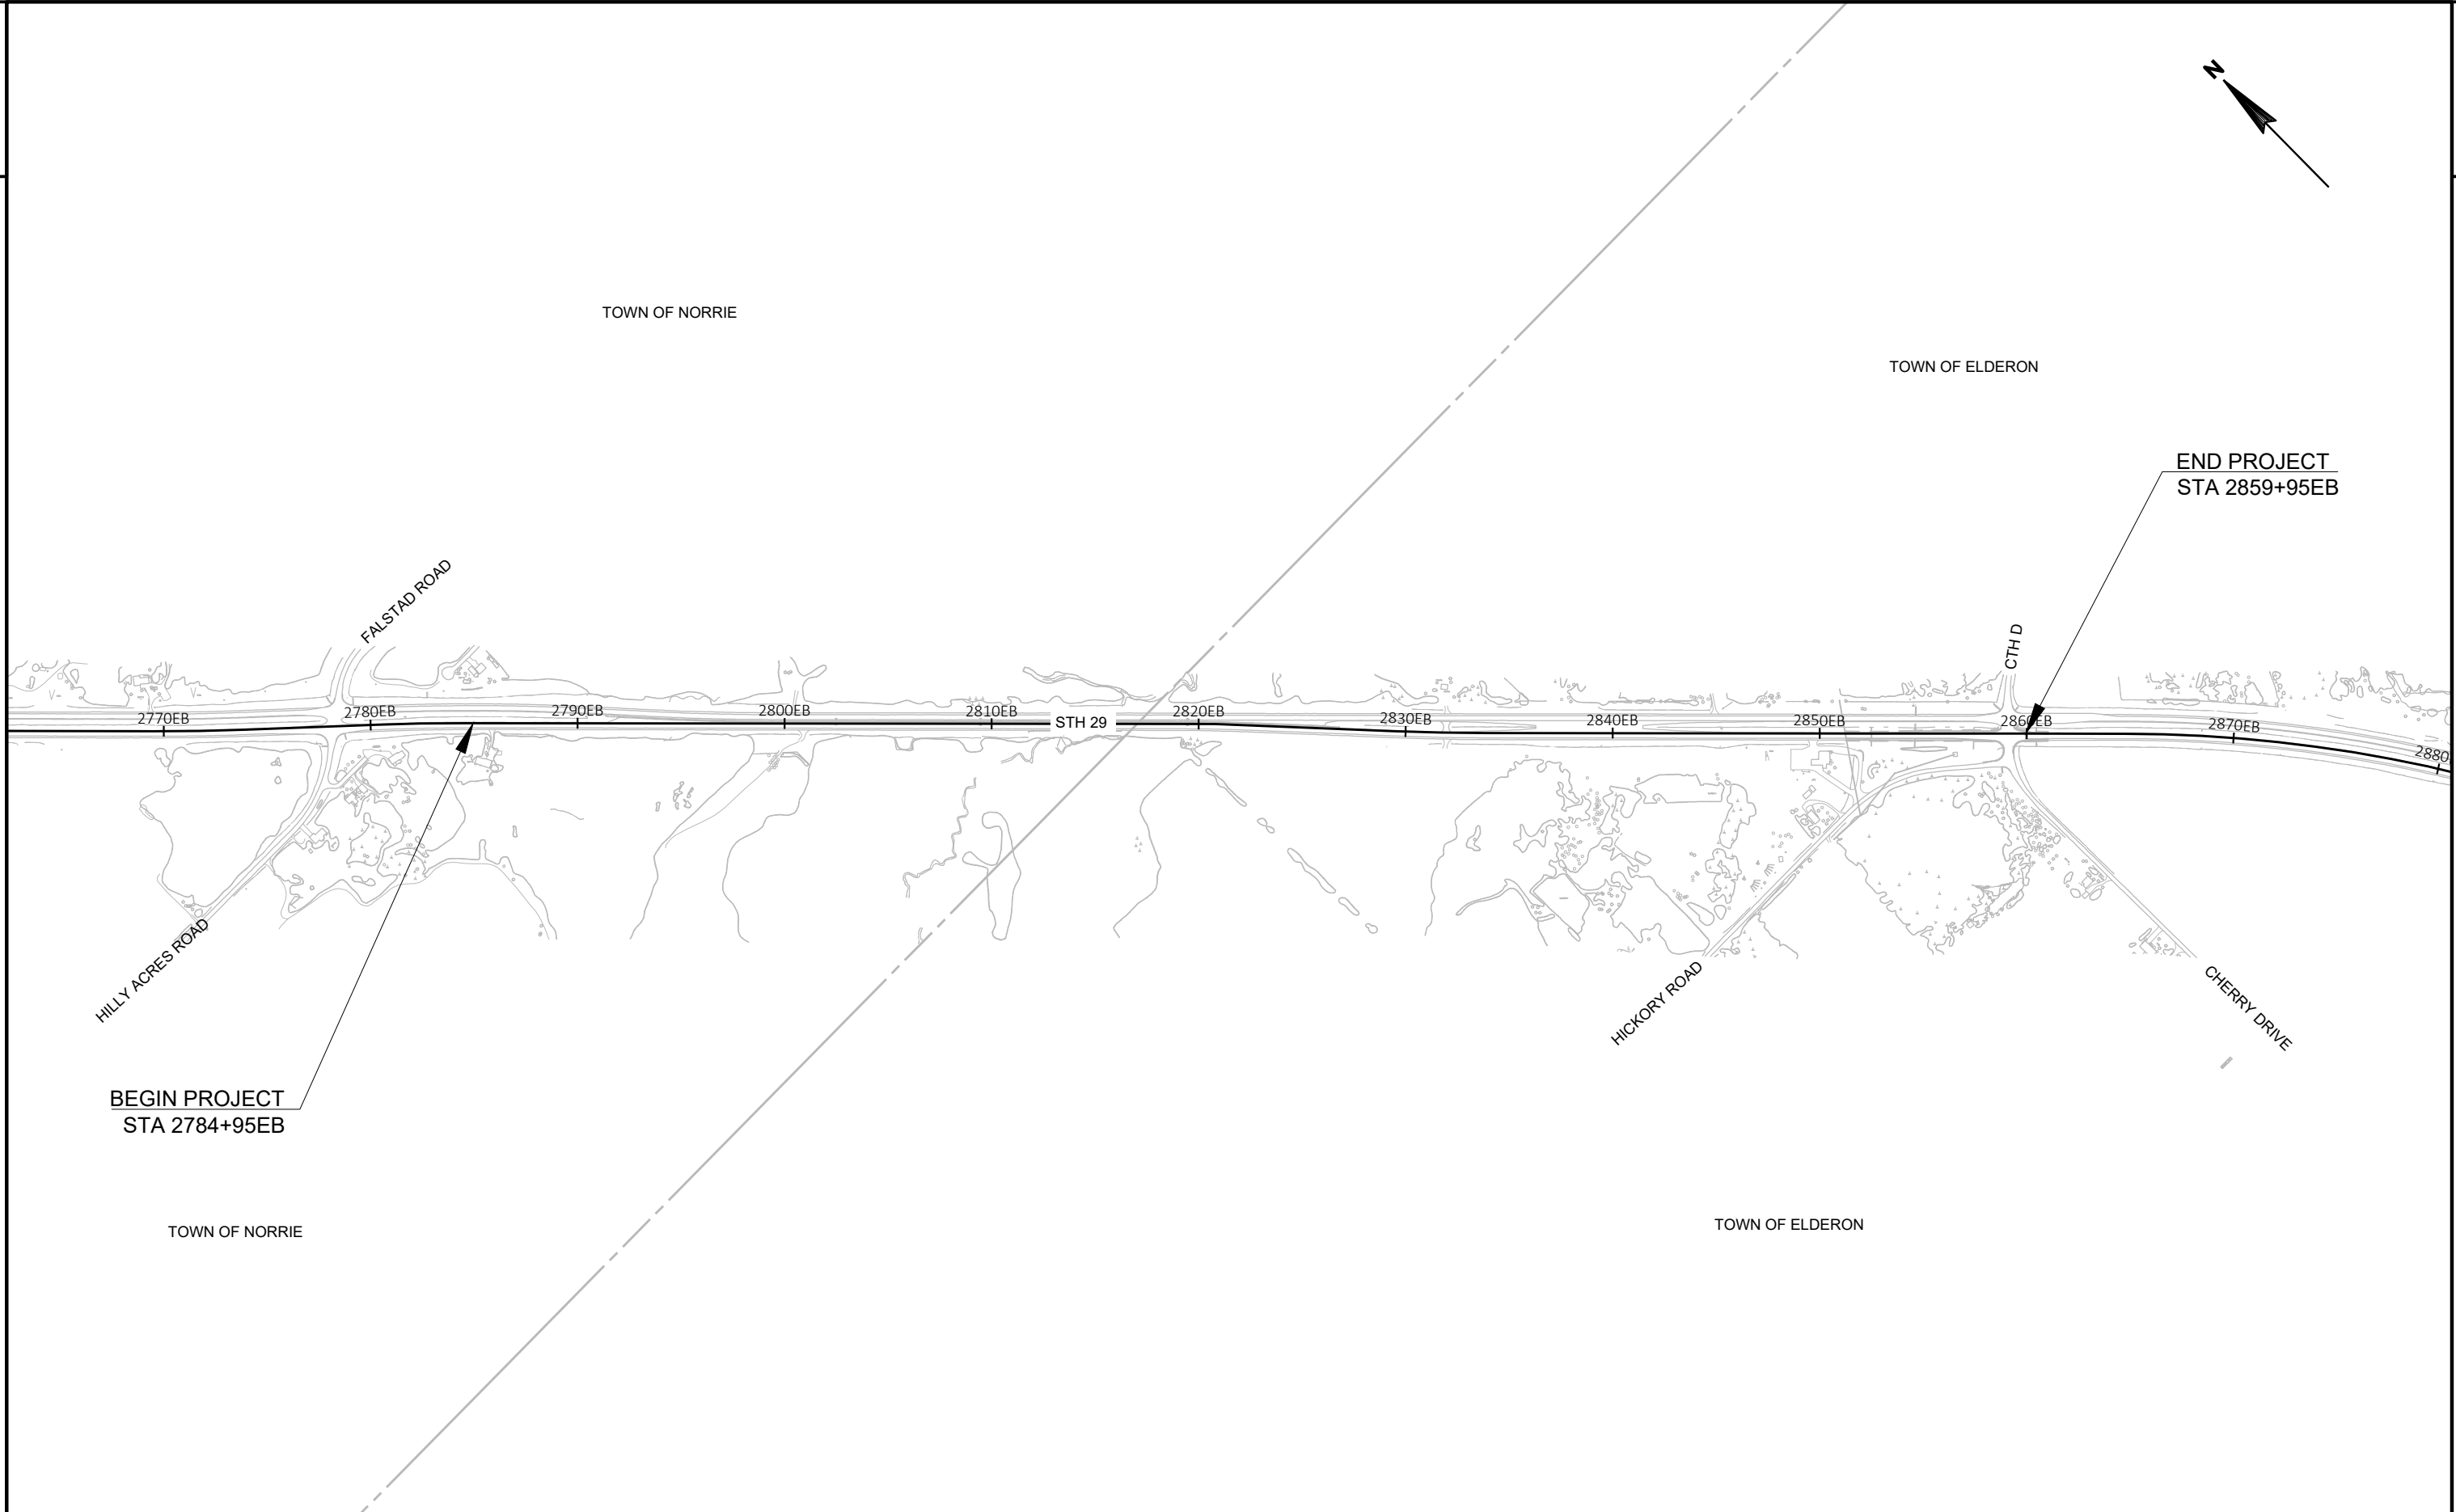 N
TOWN OF NORRIE
TOWN OF ELDERON
END PROJECT
STA 2859+95EB
FALSTAD ROAD
CTH D
2770EB
2780EB
2790EB
2800EB
2810EB
STH 29
2820EB
2830EB
2840EB
2850EB
2860EB
2870EB
2880
HILLY ACRES ROAD
HICKORY ROAD
CHERRY DRIVE
BEGIN PROJECT
STA 2784+95EB
TOWN OF NORRIE
TOWN OF ELDERON